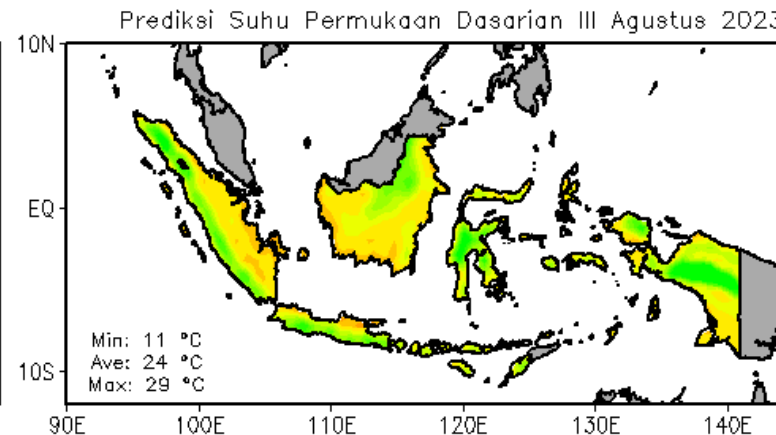 Prediksi Suhu Permukaan Dasarian III Agustus 2023
10N
EQ
10S
Min: 11 °C
Ave: 24 °C
Max: 29 °C
90E 100E 110E 120E 130E 140E